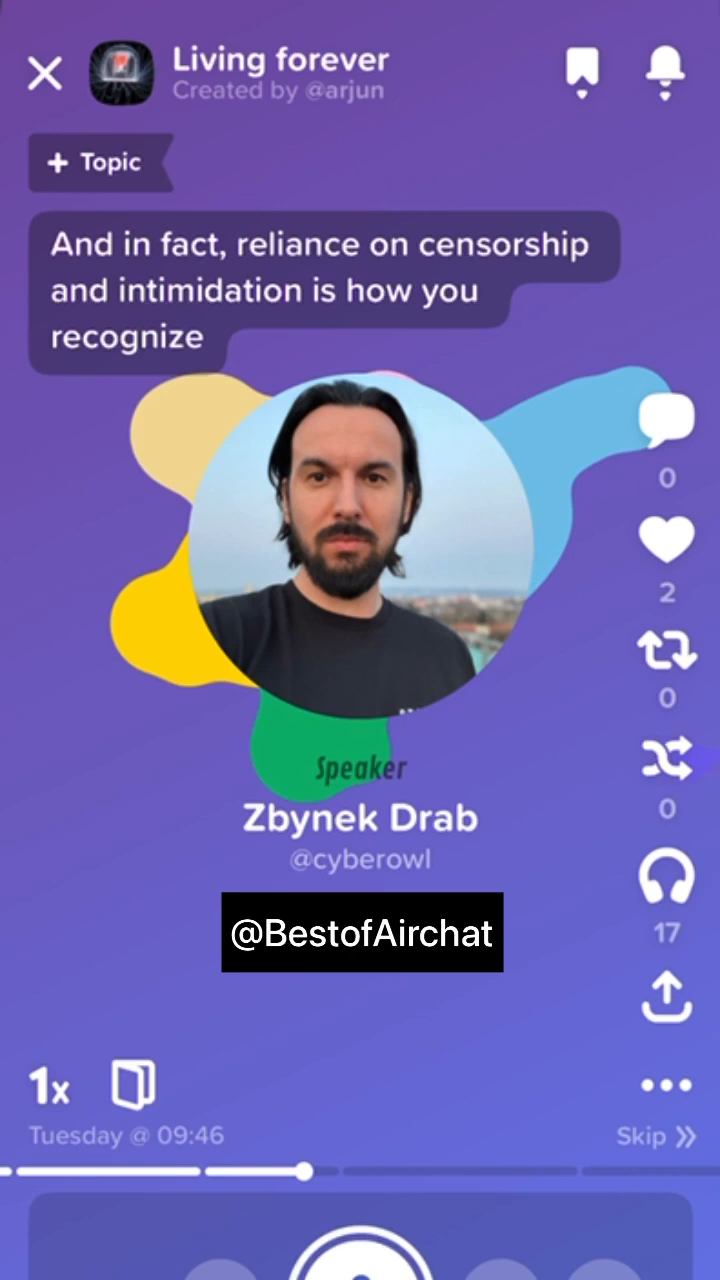 Living forever
Created by @arjun
+ Topic
And in fact, reliance on censorship
and intimidation is how you
recognize
0
2
0
0
17
Speaker
Zbynek Drab
@cyberowl
@BestofAirchat
1x
Tuesday @ 09:46
Skip